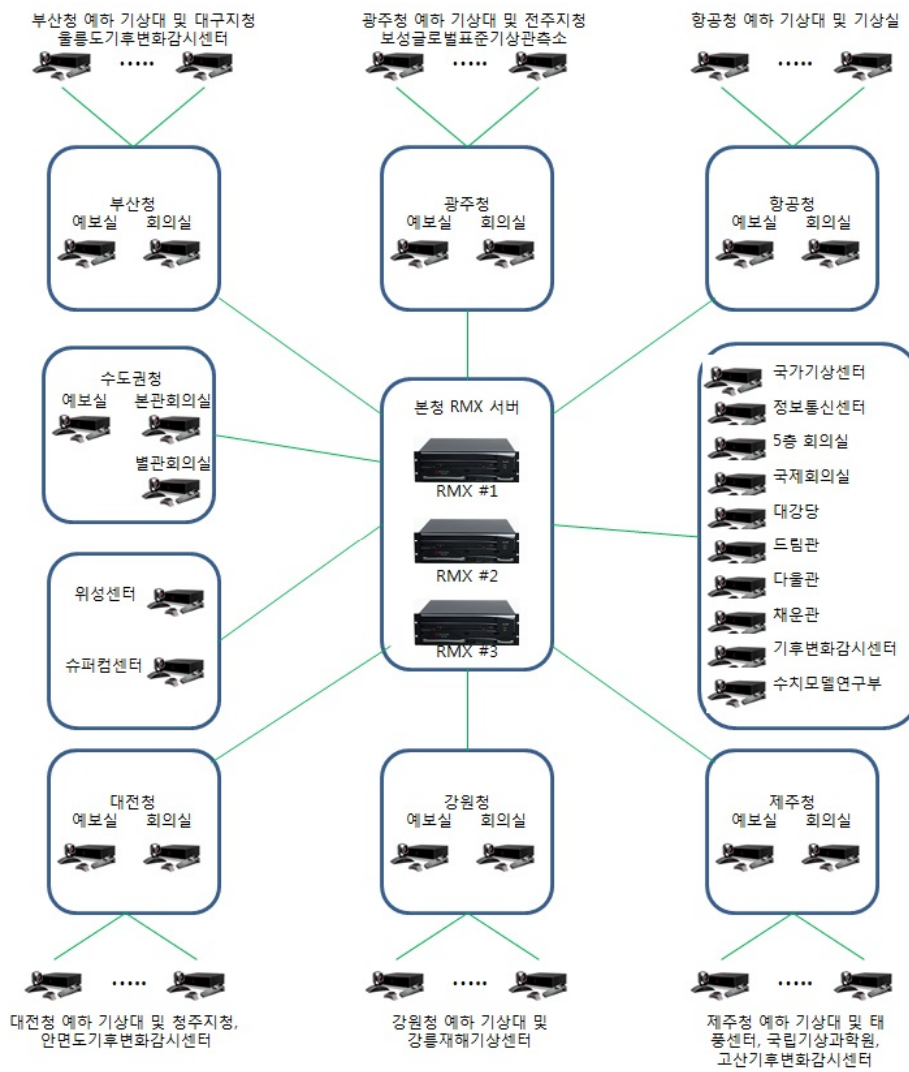 부산청 예하 기상대 및 대구지청
울릉도기후변화감시센터
광주청 예하 기상대 및 전주지청
보성글로벌표준기상관측소
항공청 예하 기상대 및 기상실
부산청
예보실 회의실
광주청
예보실 회의실
항공청
예보실 회의실
수도권청
예보실 본관회의실
별관회의실
본청 RMX 서버
RMX #1
RMX #2
RMX #3
국가기상센터
정보통신센터
5층 회의실
국제회의실
대강당
드림관
다울관
채운관
기후변화감시센터
수치모델연구부
위성센터
슈퍼컴센터
대전청
예보실 회의실
강원청
예보실 회의실
제주청
예보실 회의실
대전청 예하 기상대 및 청주지청,
안면도기후변화감시센터
강원청 예하 기상대 및
강릉재해기상센터
제주청 예하 기상대 및 태
풍센터, 국립기상과학원,
고산기후변화감시센터